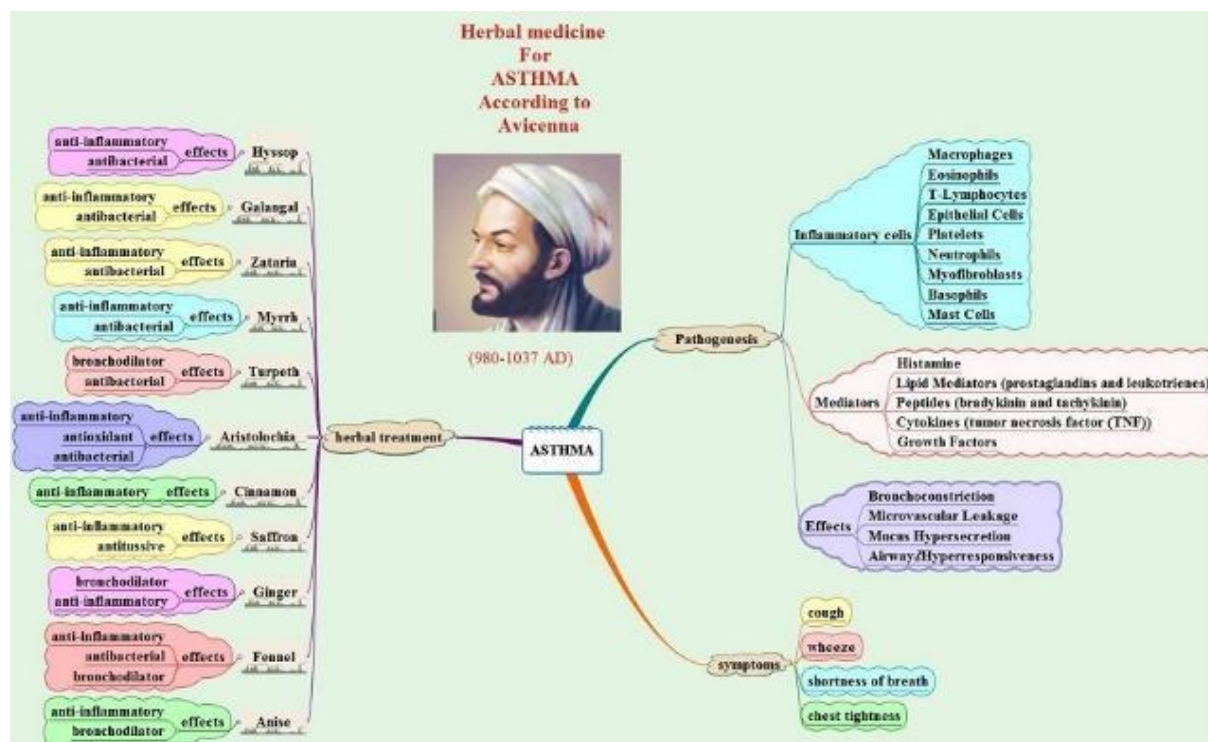 Herbal medicine
For
ASTHMA
According to
Avicenna
(980-1037 AD)
ASTHMA
herbal treatment
Hyssop
effects
anti-inflammatory
antibacterial
Galangal
effects
anti-inflammatory
antibacterial
Zataria
effects
anti-inflammatory
antibacterial
Myrrh
effects
anti-inflammatory
antibacterial
Turpeth
effects
bronchodilator
antibacterial
Aristolochia
effects
anti-inflammatory
antioxidant
antibacterial
Cinnamon
effects
anti-inflammatory
Saffron
effects
anti-inflammatory
antitussive
Ginger
effects
bronchodilator
anti-inflammatory
Fennel
effects
anti-inflammatory
antibacterial
bronchodilator
Anise
effects
anti-inflammatory
bronchodilator
Pathogenesis
Inflammatory cells
Macrophages
Eosinophils
T-Lymphocytes
Epithelial Cells
Platelets
Neutrophils
Myofibroblasts
Basophils
Mast Cells
Mediators
Histamine
Lipid Mediators (prostaglandins and leukotrienes)
Peptides (bradykinin and tachykinin)
Cytokines (tumor necrosis factor (TNF))
Growth Factors
Effects
Bronchoconstriction
Microvascular Leakage
Mucus Hypersecretion
Airway/Hyperresponsiveness
symptoms
cough
wheeze
shortness of breath
chest tightness